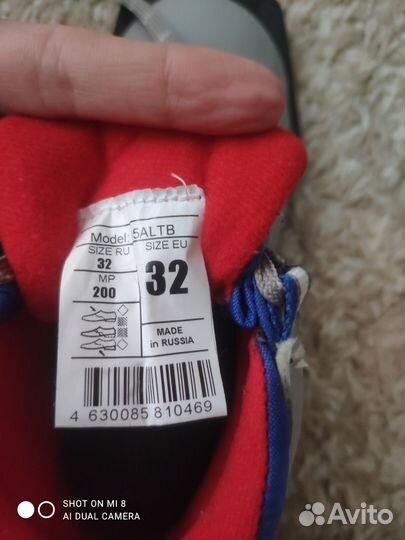 Model: 5ALTB
SIZE RU SIZE EU
32 32
MP
200
MADE
in RUSSIA
4 630085 810469
SHOT ON MI 8
AI DUAL CAMERA
Avito